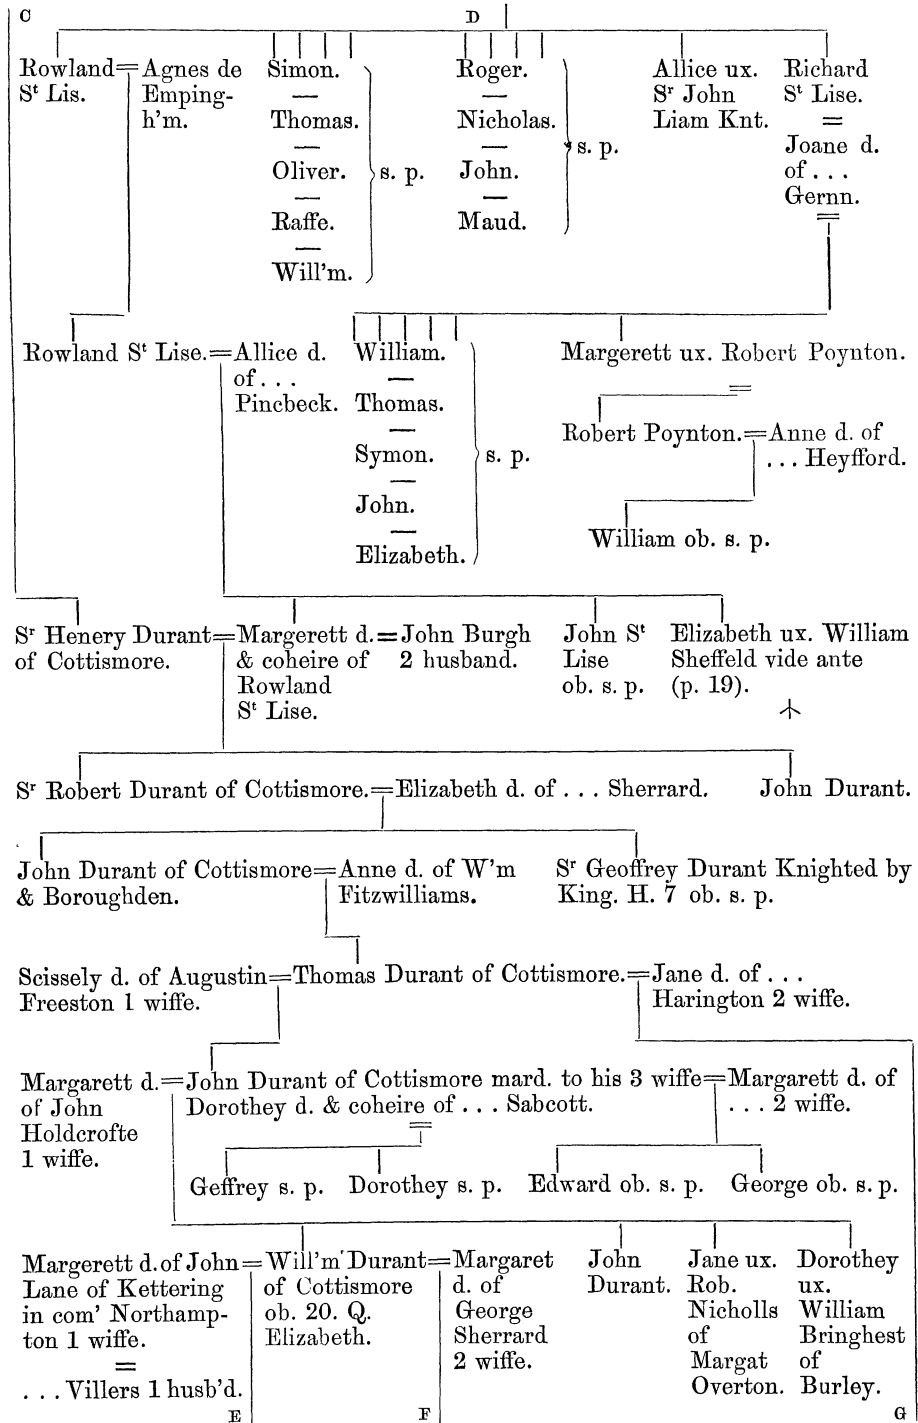 C
D
Rowland=Agnes de
Sᵗ Lis.
Emping-
h'm.
Simon.
—
Thomas.
—
Oliver.
—
Raffe.
—
Will'm.
s. p.
Roger.
—
Nicholas.
—
John.
—
Maud.
s. p.
Allice ux.
Sʳ John
Liam Knt.
Richard
Sᵗ Lise.
=
Joane d.
of . . .
Gernn.
=
Rowland Sᵗ Lise.=Allice d.
of . . .
Pincbeck.
William.
—
Thomas.
—
Symon.
—
John.
—
Elizabeth.
s. p.
Margerett ux. Robert Poynton.
=
Robert Poynton.=Anne d. of
. . . Heyfford.
William ob. s. p.
Sʳ Henery Durant=Margerett d.=John Burgh
of Cottismore.
& coheire of
Rowland
Sᵗ Lise.
2 husband.
John Sᵗ
Lise
ob. s. p.
Elizabeth ux. William
Sheffeld vide ante
(p. 19).
Sʳ Robert Durant of Cottismore.=Elizabeth d. of . . . Sherrard.
John Durant.
John Durant of Cottismore=Anne d. of W'm
& Boroughden.
Fitzwilliams.
Sʳ Geoffrey Durant Knighted by
King. H. 7 ob. s. p.
Scissely d. of Augustin=Thomas Durant of Cottismore.=Jane d. of . . .
Freeston 1 wiffe.
Harington 2 wiffe.
Margarett d.=John Durant of Cottismore mard. to his 3 wiffe=Margarett d. of
of John
Holdcrofte
1 wiffe.
Dorothey d. & coheire of . . . Sabcott.
=
. . . 2 wiffe.
Geffrey s. p.
Dorothey s. p.
Edward ob. s. p.
George ob. s. p.
Margerett d. of John=Will'm' Durant=Margaret
Lane of Kettering
in com' Northamp-
ton 1 wiffe.
=
. . . Villers 1 husb'd.
of Cottismore
ob. 20. Q.
Elizabeth.
d. of
George
Sherrard
2 wiffe.
John
Durant.
Jane ux.
Rob.
Nicholls
of
Margat
Overton.
Dorothey
ux.
William
Bringhest
of
Burley.
E
F
G